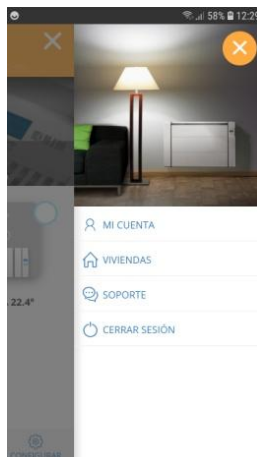 58% 12:29
MI CUENTA
VIVIENDAS
SOPORTE
CERRAR SESIÓN
22.4°
CONFIGURAR